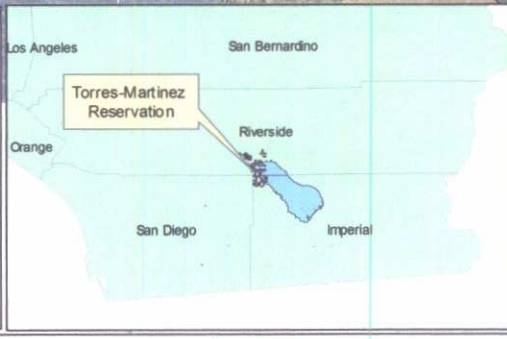 Los Angeles
San Bernardino
Torres-Martinez
Reservation
Riverside
Orange
San Diego
Imperial